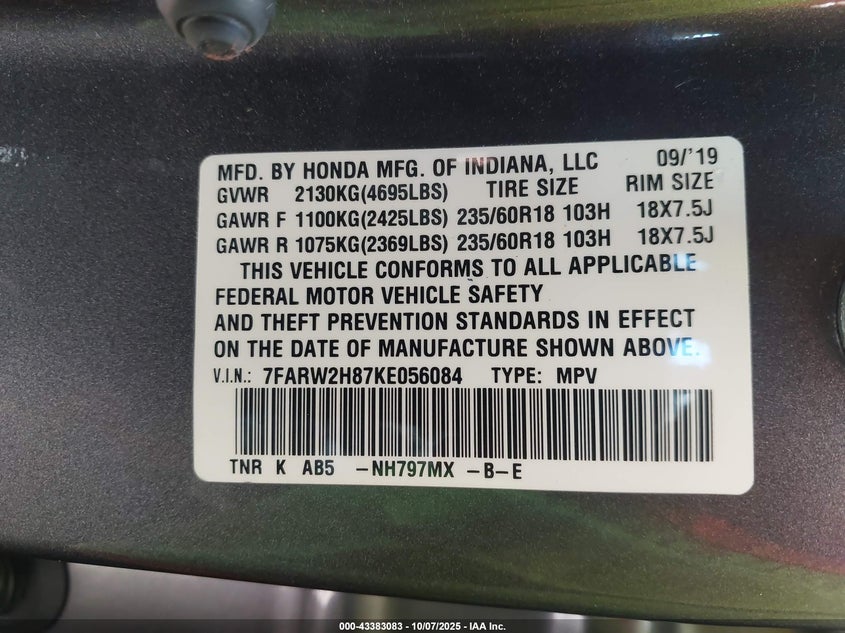 MFD. BY HONDA MFG. OF INDIANA, LLC 09/'19
GVWR 2130KG(4695LBS) TIRE SIZE RIM SIZE
GAWR F 1100KG(2425LBS) 235/60R18 103H 18X7.5J
GAWR R 1075KG(2369LBS) 235/60R18 103H 18X7.5J
THIS VEHICLE CONFORMS TO ALL APPLICABLE
FEDERAL MOTOR VEHICLE SAFETY
AND THEFT PREVENTION STANDARDS IN EFFECT
ON THE DATE OF MANUFACTURE SHOWN ABOVE.
V.I.N.: 7FARW2H87KE056084 TYPE: MPV
TNR K AB5 -NH797MX -B-E
000-43383083 - 10/07/2025 - IAA Inc.